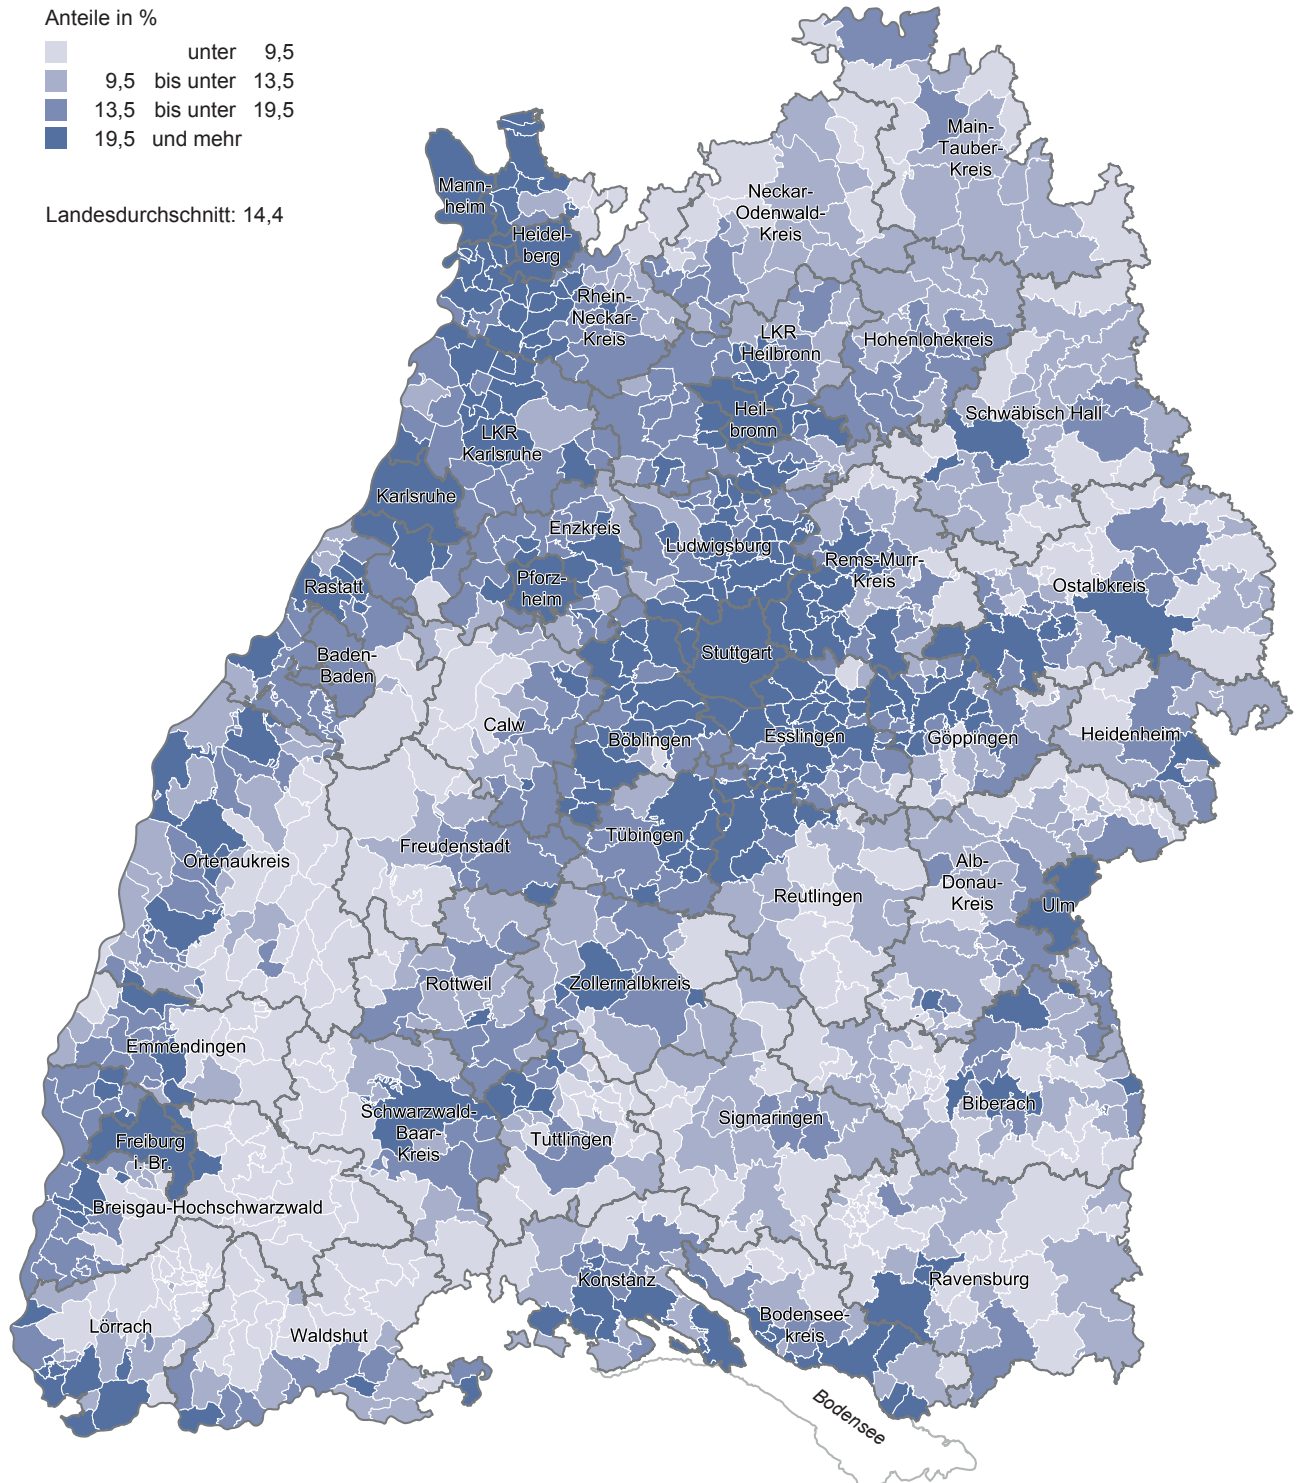 Anteile in %
unter 9,5
9,5 bis unter 13,5
13,5 bis unter 19,5
19,5 und mehr
Landesdurchschnitt: 14,4
Main-
Tauber-
Kreis
Mann-
heim
Neckar-
Odenwald-
Kreis
Heidel-
berg
Rhein-
Neckar-
Kreis
LKR
Heilbronn
Hohenlohekreis
Heil-
bronn
Schwäbisch Hall
LKR
Karlsruhe
Karlsruhe
Enzkreis
Ludwigsburg
Rems-Murr-
Kreis
Rastatt
Pforz-
heim
Ostalbkreis
Baden-
Baden
Stuttgart
Calw
Böblingen
Esslingen
Göppingen
Heidenheim
Tübingen
Freudenstadt
Ortenaukreis
Reutlingen
Alb-
Donau-
Kreis
Ulm
Rottweil
Zollernalbkreis
Emmendingen
Schwarzwald-
Baar-
Kreis
Tuttlingen
Sigmaringen
Biberach
Freiburg
i. Br.
Breisgau-Hochschwarzwald
Konstanz
Ravensburg
Bodensee-
kreis
Lörrach
Waldshut
Bodensee